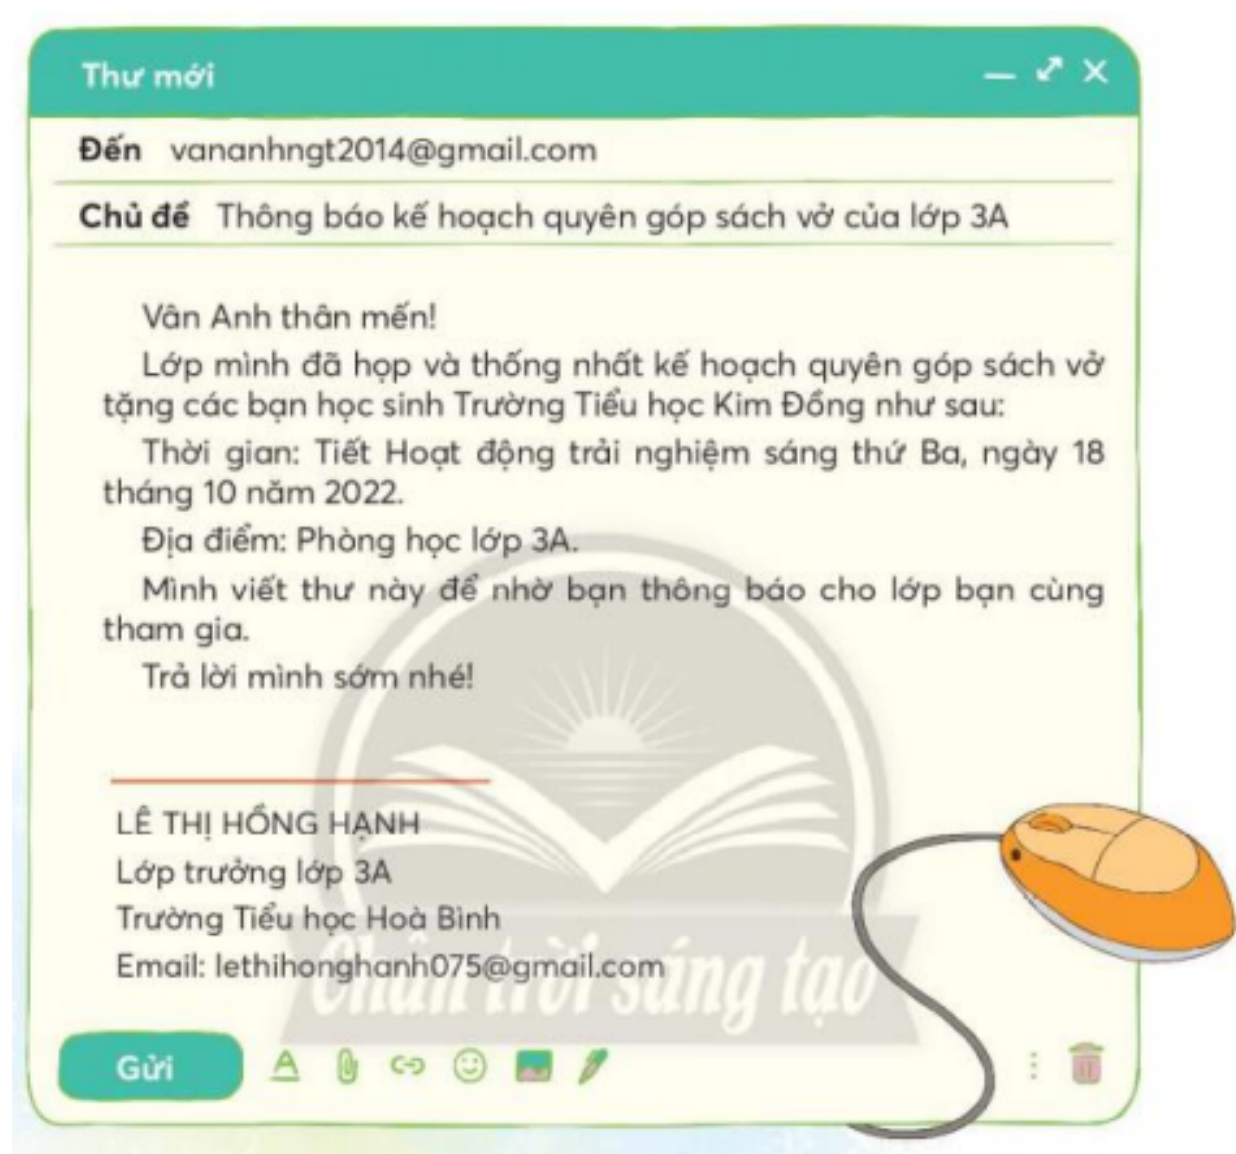 Thư mới
Đến vananhngt2014@gmail.com
Chủ đề Thông báo kế hoạch quyên góp sách vở của lớp 3A
Vân Anh thân mến!
Lớp mình đã họp và thống nhất kế hoạch quyên góp sách vở
tặng các bạn học sinh Trường Tiểu học Kim Đồng như sau:
Thời gian: Tiết Hoạt động trải nghiệm sáng thứ Ba, ngày 18
tháng 10 năm 2022.
Địa điểm: Phòng học lớp 3A.
Mình viết thư này để nhờ bạn thông báo cho lớp bạn cùng
tham gia.
Trả lời mình sớm nhé!
LÊ THỊ HỒNG HẠNH
Lớp trưởng lớp 3A
Trường Tiểu học Hoà Bình
Email: lethihonghanh075@gmail.com
Chân trời sáng tạo
Gửi